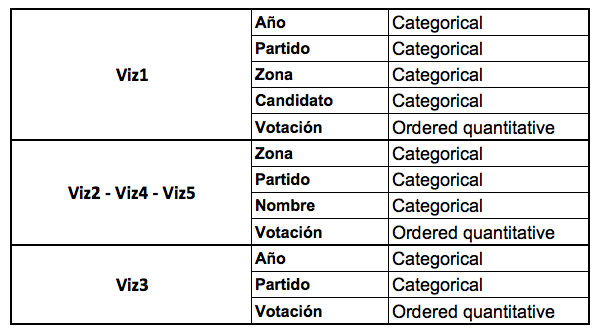 Viz1
Año Categorical
Partido Categorical
Zona Categorical
Candidato Categorical
Votación Ordered quantitative
Viz2 - Viz4 - Viz5
Zona Categorical
Partido Categorical
Nombre Categorical
Votación Ordered quantitative
Viz3
Año Categorical
Partido Categorical
Votación Ordered quantitative